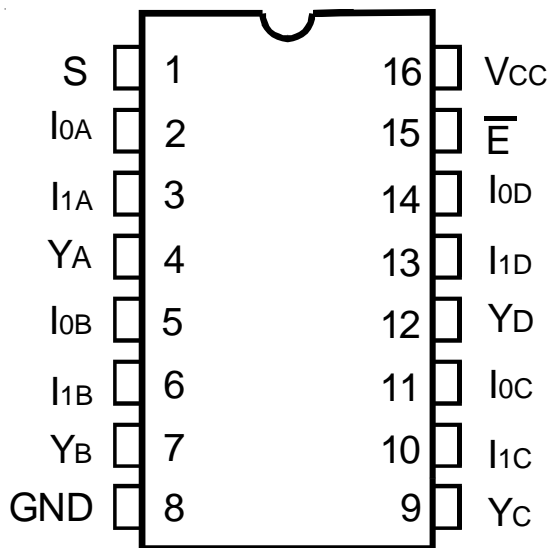 S 1 16 VCC
I0A 2 15 E̅
I1A 3 14 I0D
YA 4 13 I1D
I0B 5 12 YD
I1B 6 11 I0C
YB 7 10 I1C
GND 8 9 YC